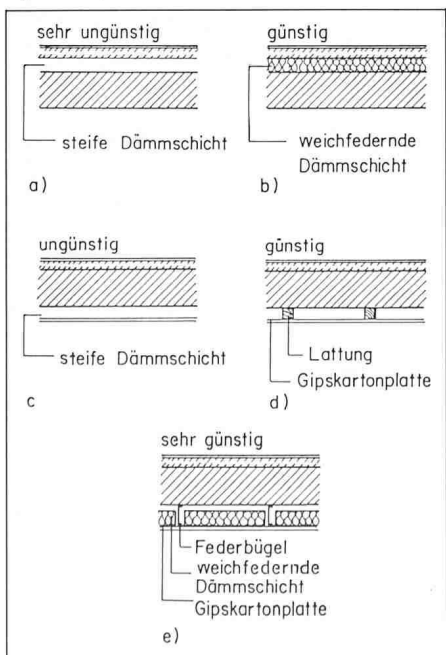 sehr ungünstig
steife Dämmschicht
a)
günstig
weichfedernde
Dämmschicht
b)
ungünstig
steife Dämmschicht
c
günstig
Lattung
Gipskartonplatte
d)
sehr günstig
Federbügel
weichfedernde
Dämmschicht
Gipskartonplatte
e)